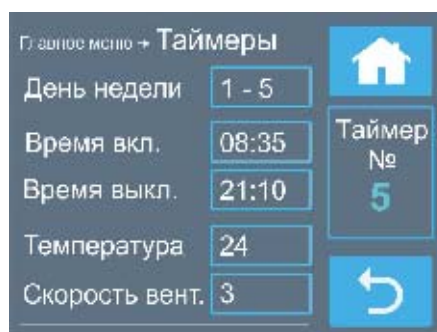 Главное меню → Таймеры
День недели 1 - 5
Время вкл. 08:35
Время выкл. 21:10
Температура 24
Скорость вент. 3
Таймер
№
5